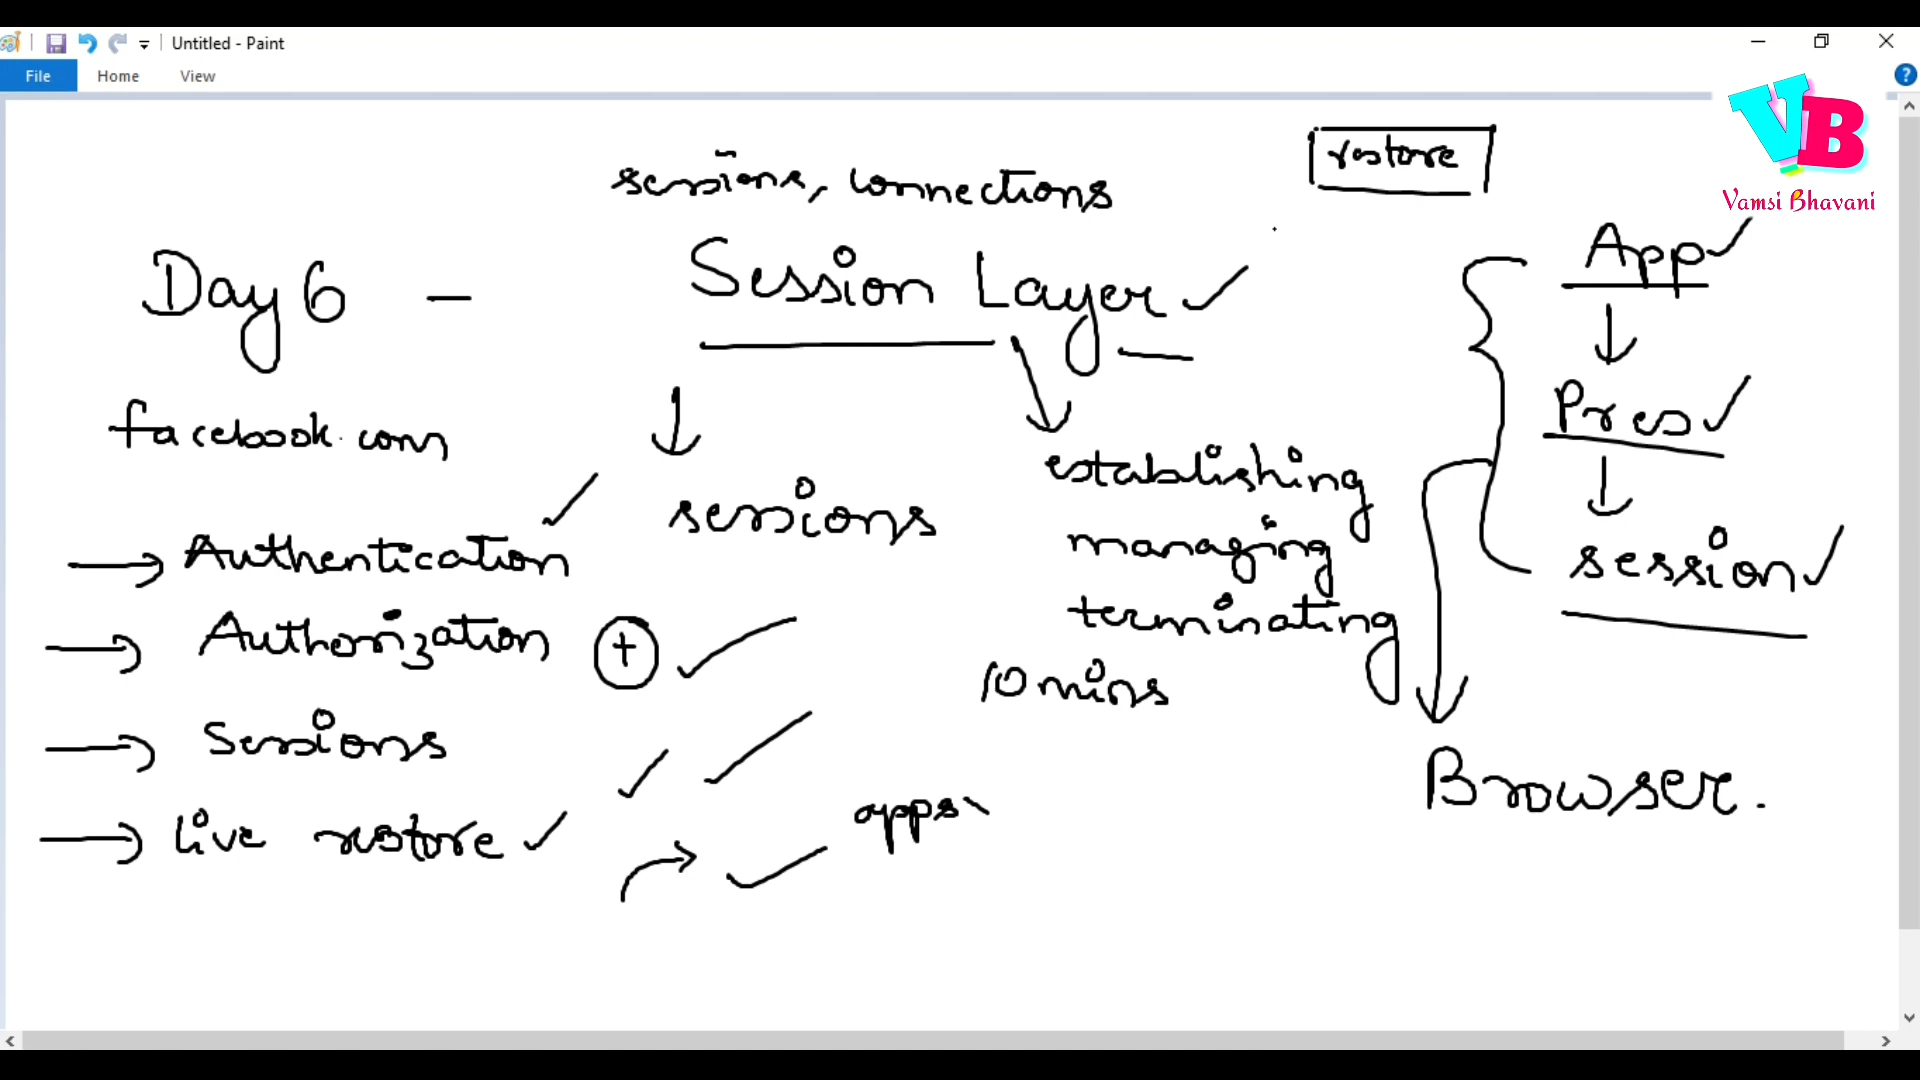 Untitled - Paint
File Home View
VB
Vamsi Bhavani
restore
sessions, connections
Day 6 - Session Layer
facebook.com
sessions
establishing
managing
terminating
10 mins
→ Authentication
→ Authorization +
→ Sessions
→ Live restore
apps
App
↓
Pres
↓
session
Browser.